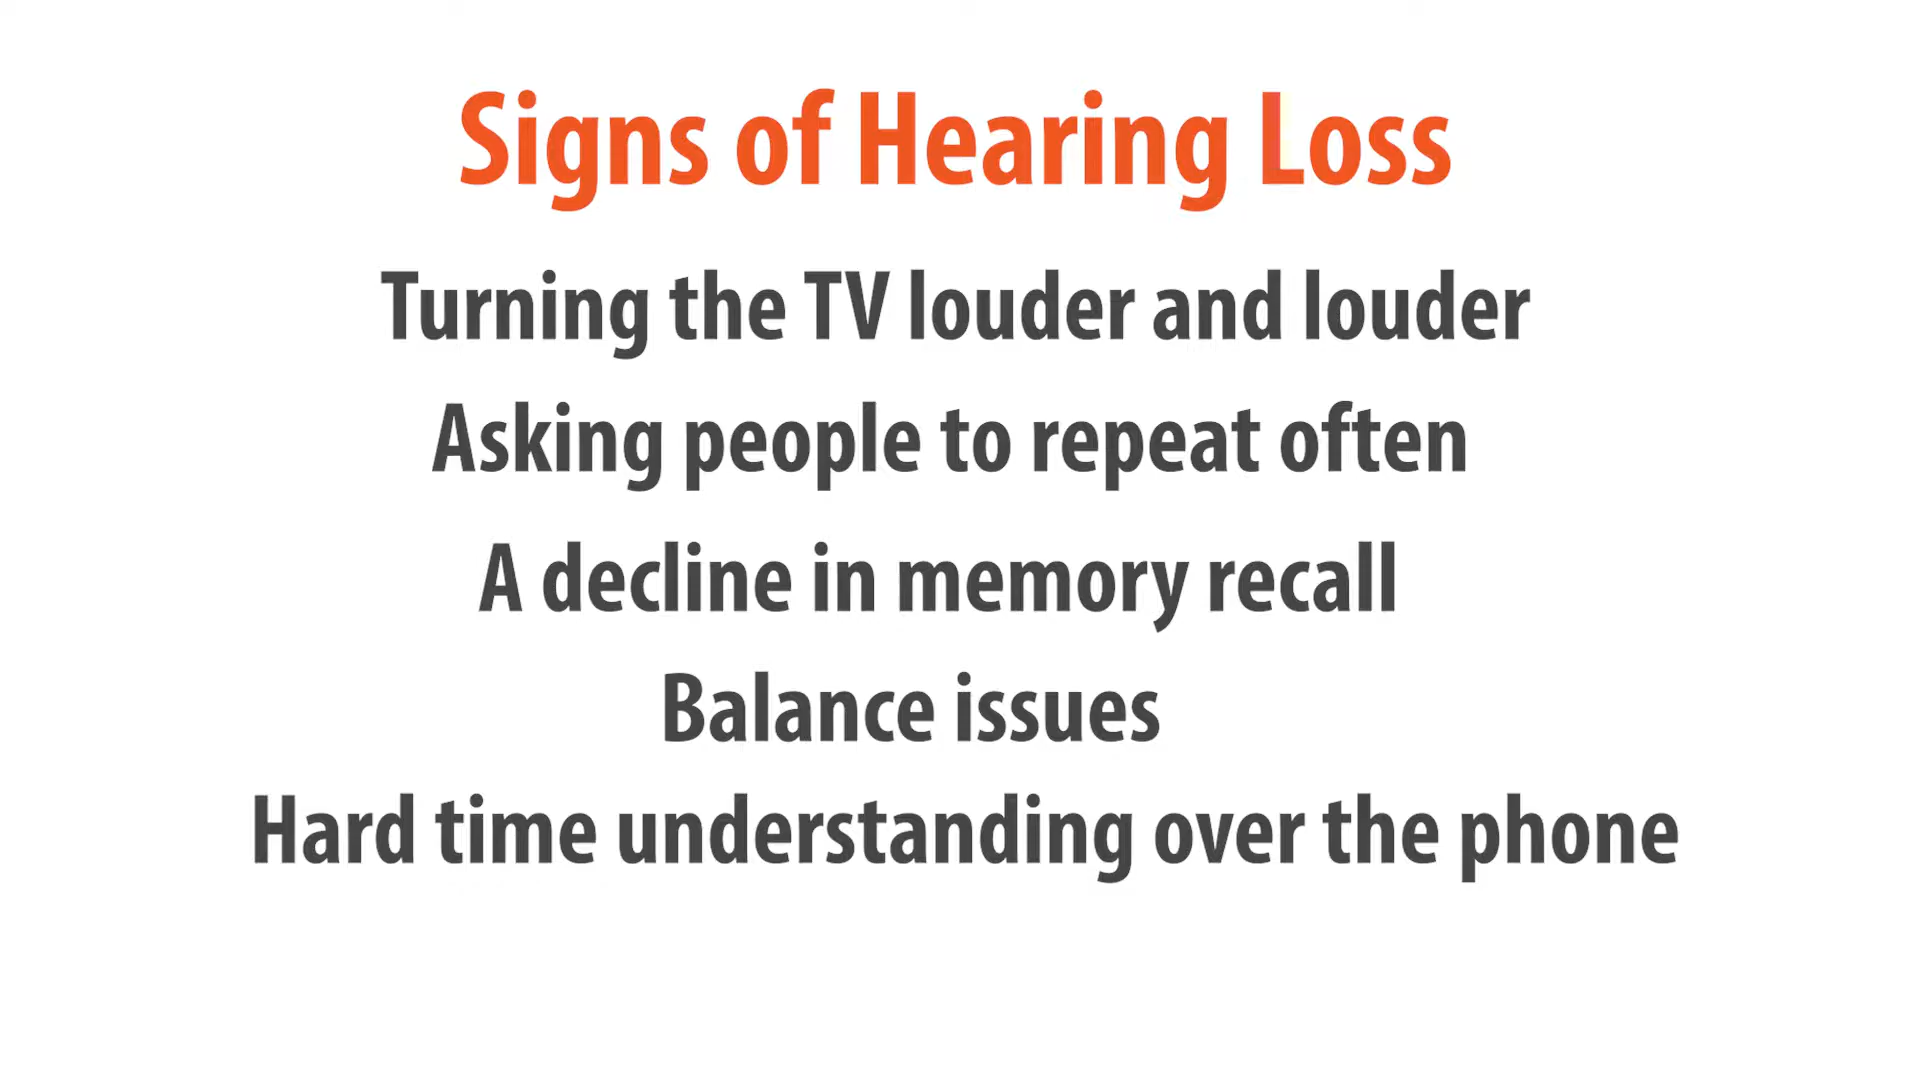 Signs of Hearing Loss
Turning the TV louder and louder
Asking people to repeat often
A decline in memory recall
Balance issues
Hard time understanding over the phone